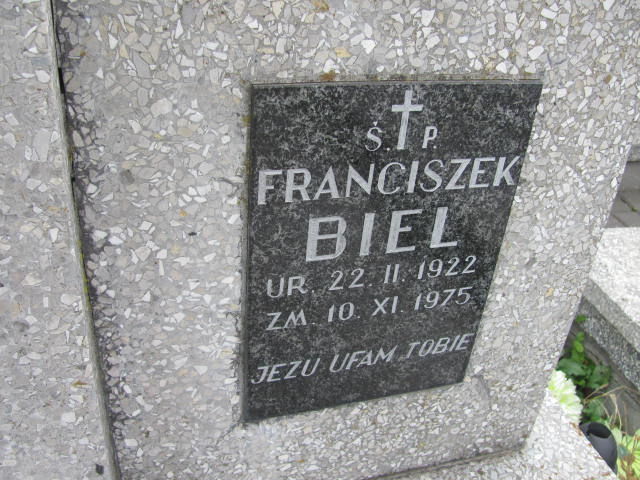 Ś. P.
FRANCISZEK
BIEL
UR. 22. II. 1922
ZM. 10. XI. 1975
JEZU UFAM TOBIE